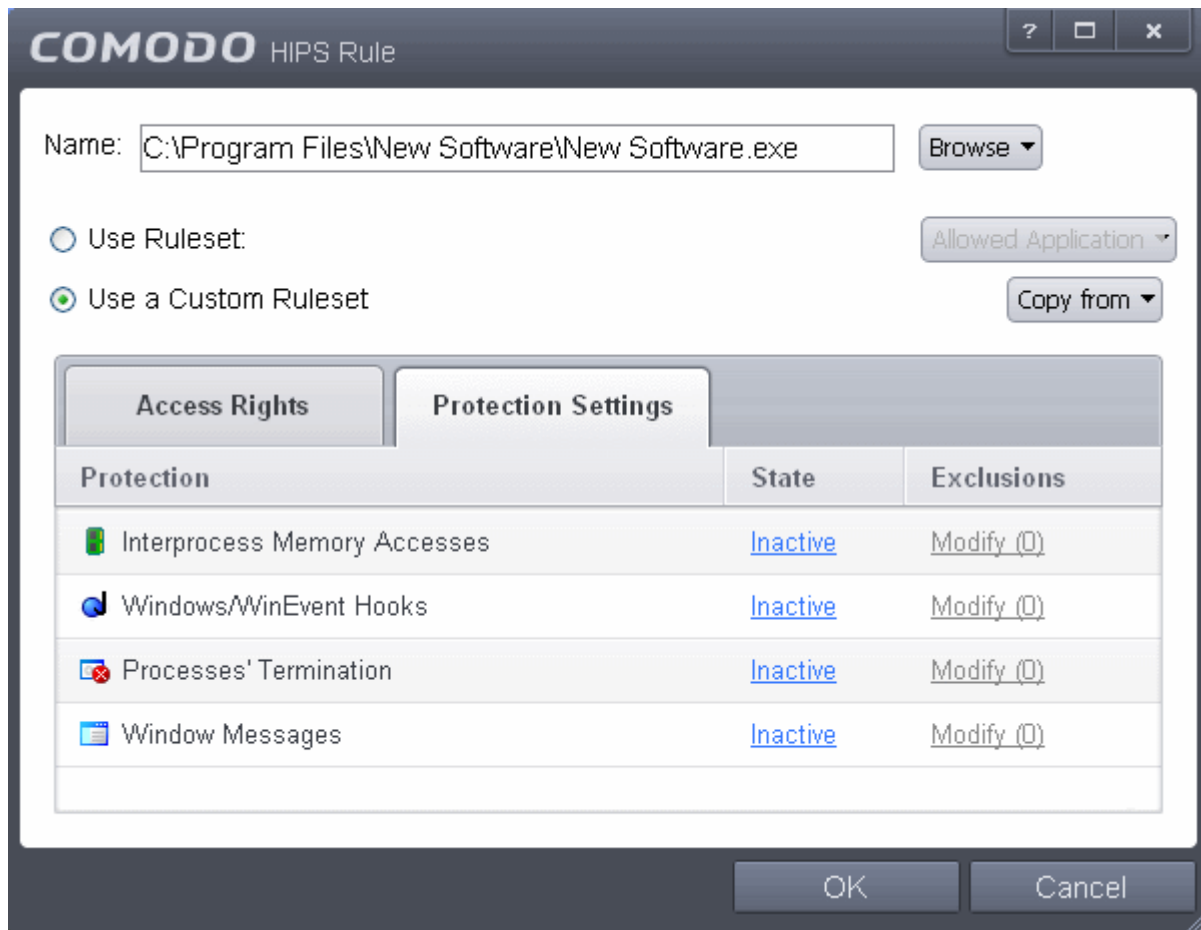 COMODO HIPS Rule
?
Name: C:\Program Files\New Software\New Software.exe Browse
Use Ruleset: Allowed Application
Use a Custom Ruleset Copy from
Access Rights Protection Settings
Protection State Exclusions
Interprocess Memory Accesses Inactive Modify (0)
Windows/WinEvent Hooks Inactive Modify (0)
Processes' Termination Inactive Modify (0)
Window Messages Inactive Modify (0)
OK Cancel